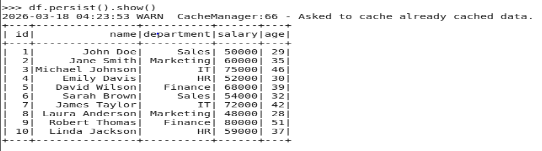 >>> df.persist().show()
2026-03-18 04:23:53 WARN  CacheManager:66 - Asked to cache already cached data.
+---+---------------+----------+------+---+
| id|           name|department|salary|age|
+---+---------------+----------+------+---+
|  1|       John Doe|     Sales| 50000| 29|
|  2|     Jane Smith| Marketing| 60000| 35|
|  3|Michael Johnson|        IT| 75000| 46|
|  4|    Emily Davis|        HR| 52000| 30|
|  5|   David Wilson|   Finance| 68000| 39|
|  6|    Sarah Brown|     Sales| 54000| 32|
|  7|   James Taylor|        IT| 72000| 42|
|  8| Laura Anderson| Marketing| 48000| 28|
|  9|  Robert Thomas|   Finance| 80000| 51|
| 10|  Linda Jackson|        HR| 59000| 37|
+---+---------------+----------+------+---+